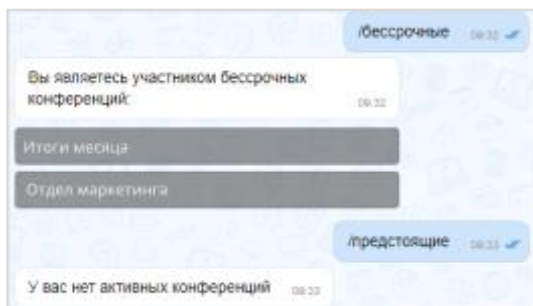 /бессрочные 09:32
Вы являетесь участником бессрочных
конференций: 09:32
Итоги месяца
Отдел маркетинга
/предстоящие 09:33
У вас нет активных конференций 09:33